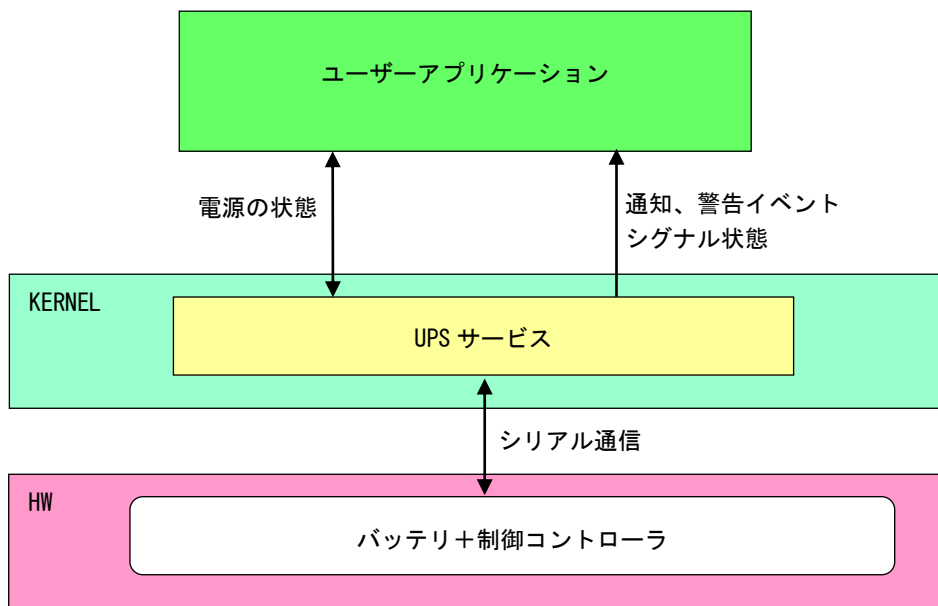 ユーザーアプリケーション
電源の状態
通知、警告イベント
シグナル状態
KERNEL
UPS サービス
シリアル通信
HW
バッテリ＋制御コントローラ